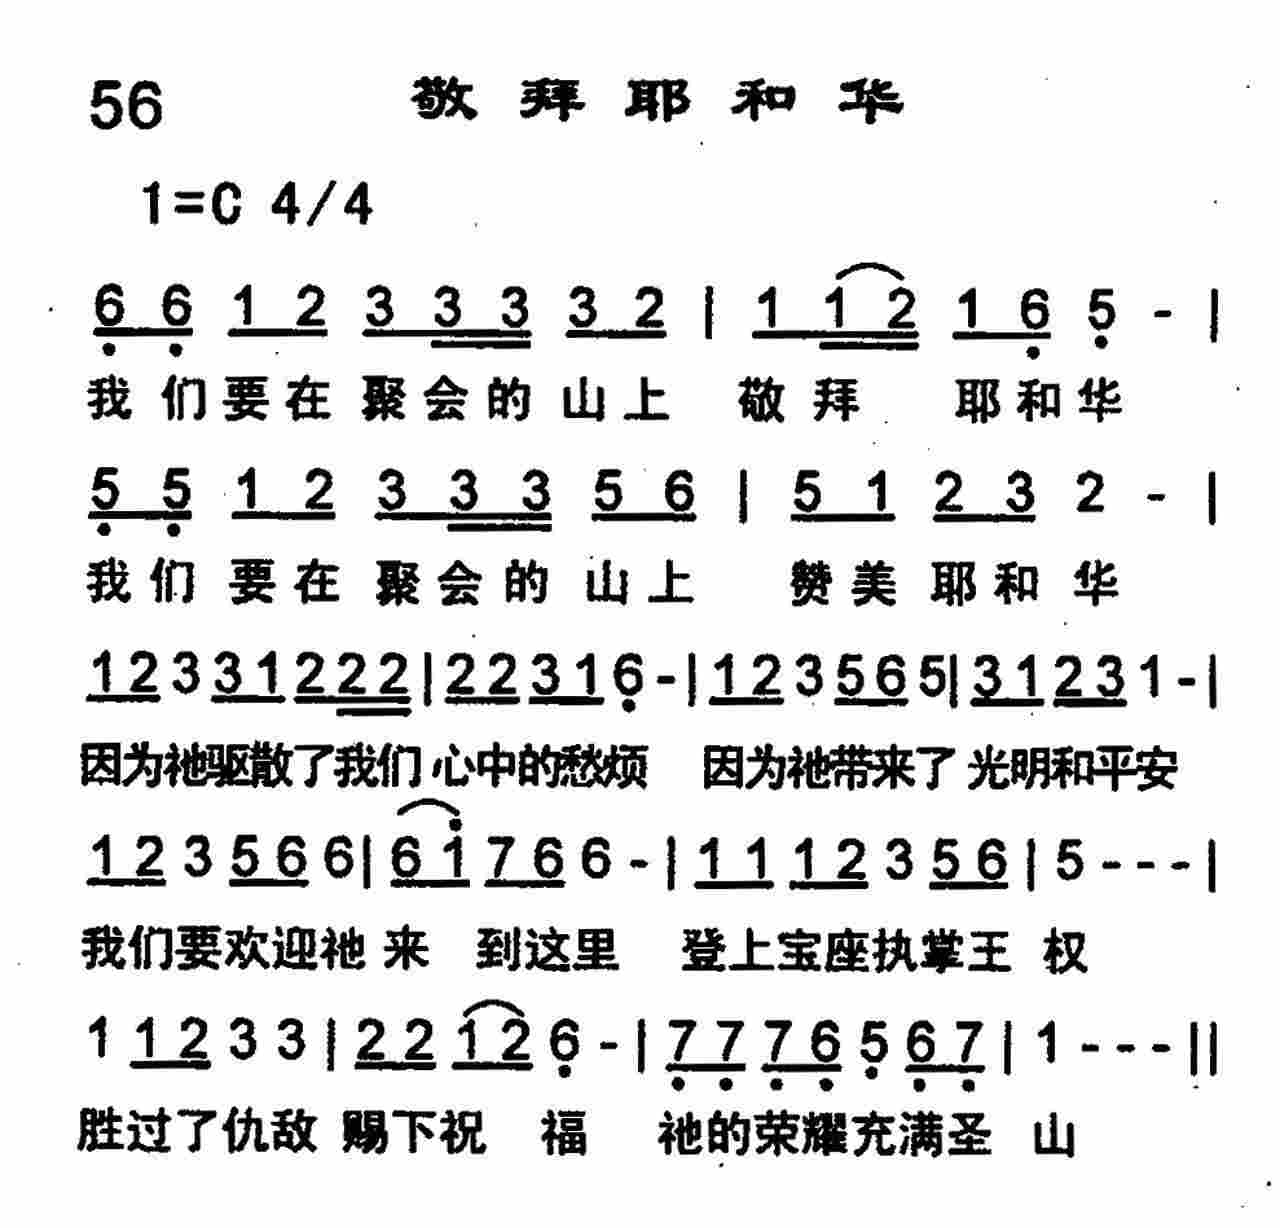 56 敬拜耶和华
1=C 4/4
6 6 1 2 3 3 3 3 2 | 1 1 2 1 6 5 - |
我们要在聚会的山上 敬拜 耶和华
5 5 1 2 3 3 3 5 6 | 5 1 2 3 2 - |
我们要在聚会的山上 赞美耶和华
1 2 3 3 1 2 2 2 | 2 2 3 1 6 - | 1 2 3 5 6 5 | 3 1 2 3 1 - |
因为祂驱散了我们心中的愁烦 因为祂带来了光明和平安
1 2 3 5 6 6 | 6 1 7 6 6 - | 1 1 1 2 3 5 6 | 5 - - - |
我们要欢迎祂来 到这里 登上宝座执掌王权
1 1 2 3 3 | 2 2 1 2 6 - | 7 7 7 6 5 6 7 | 1 - - - ||
胜过了仇敌 赐下祝福 祂的荣耀充满圣山